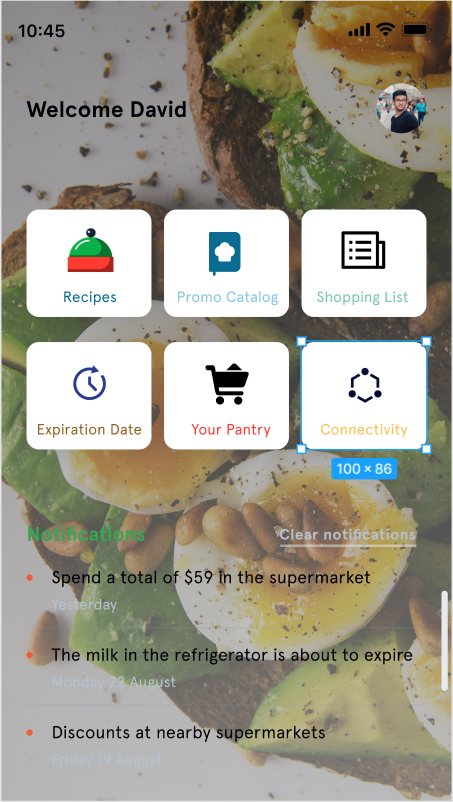 10:45
Welcome David
Recipes
Promo Catalog
Shopping List
Expiration Date
Your Pantry
Connectivity
100 × 86
Notifications
Clear notifications
Spend a total of $59 in the supermarket
Yesterday
The milk in the refrigerator is about to expire
Monday 22 August
Discounts at nearby supermarkets
Friday 19 August